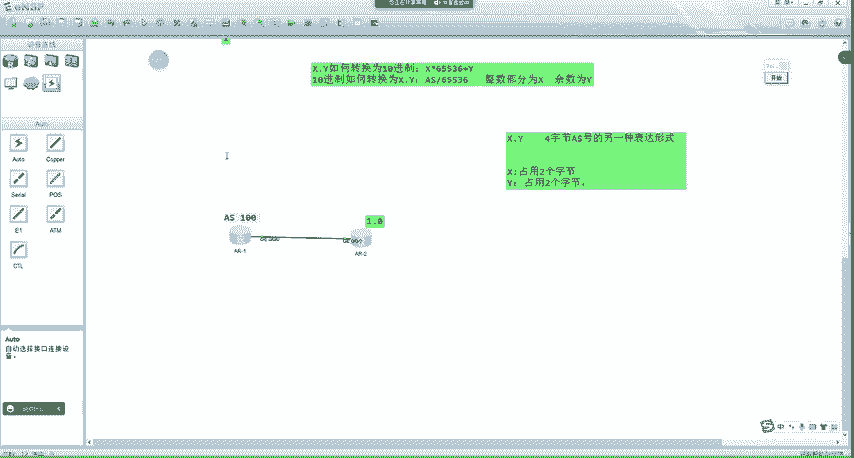 eNSP
X.Y如何转换为10进制：X*65536+Y
10进制如何转换为X.Y：AS/65536 整数部分为X 余数为Y
开始
X.Y 4字节AS号的另一种表达形式
X:占用2个字节
Y：占用2个字节。
Auto
Auto
Copper
Serial
POS
E1
ATM
CTL
AS 100
1.0
AR-1
AR-2
Auto
自动选择接口连接设备。
中